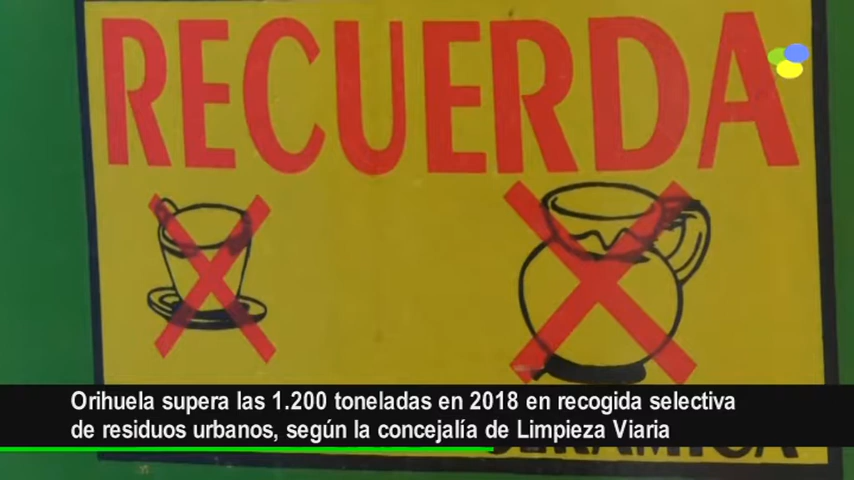 RECUERDA
Orihuela supera las 1.200 toneladas en 2018 en recogida selectiva
de residuos urbanos, según la concejalía de Limpieza Viaria